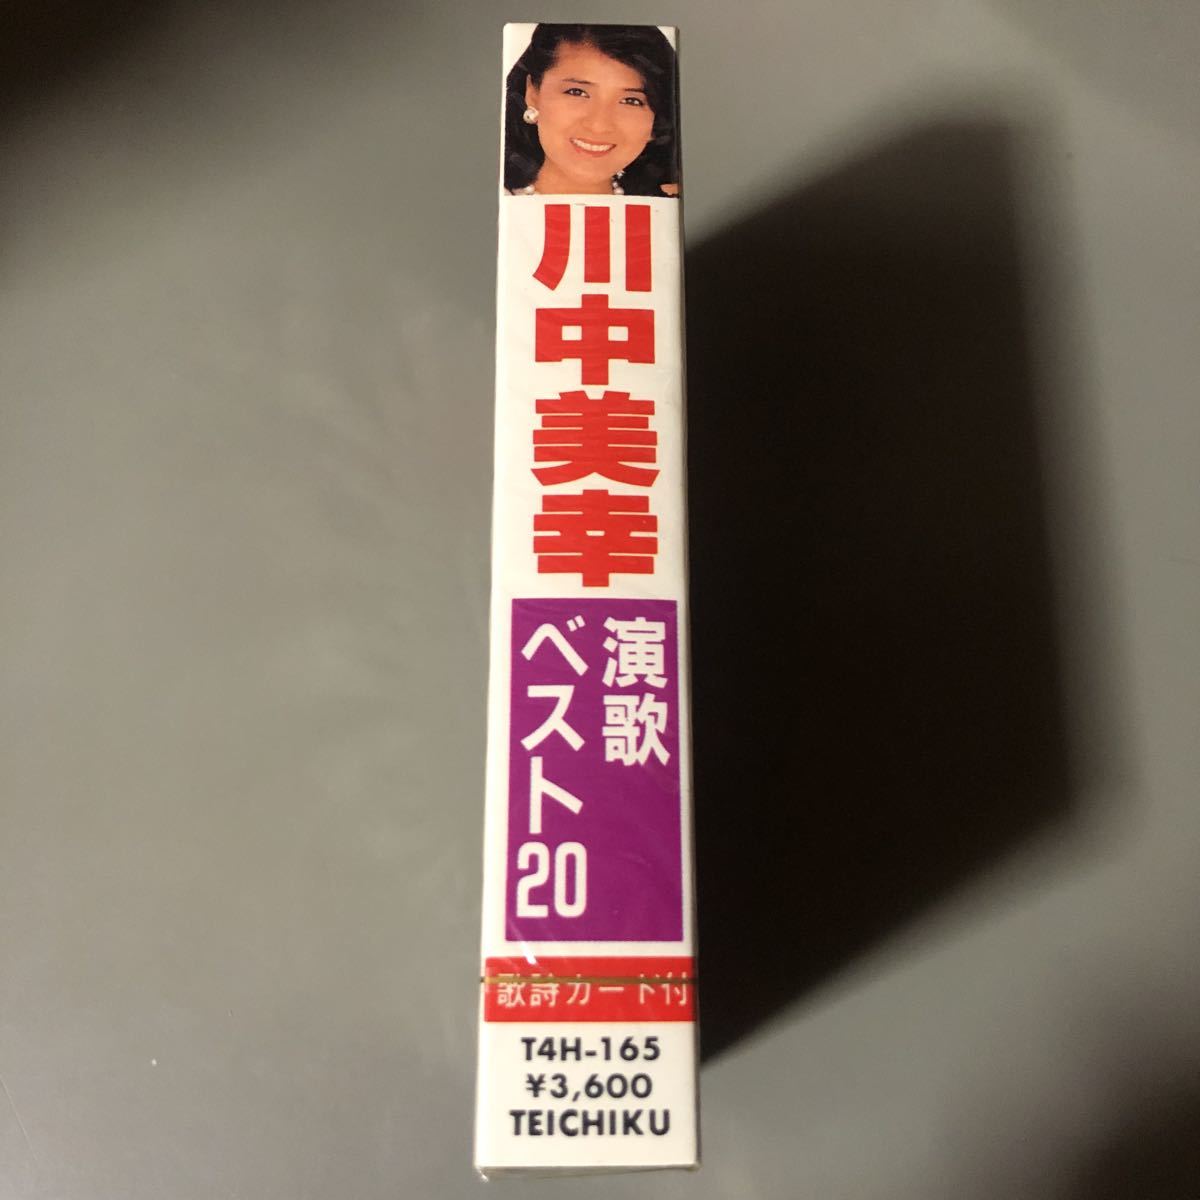 川中美幸
演歌
ベスト20
歌詩カード付
T4H-165
¥3,600
TEICHIKU